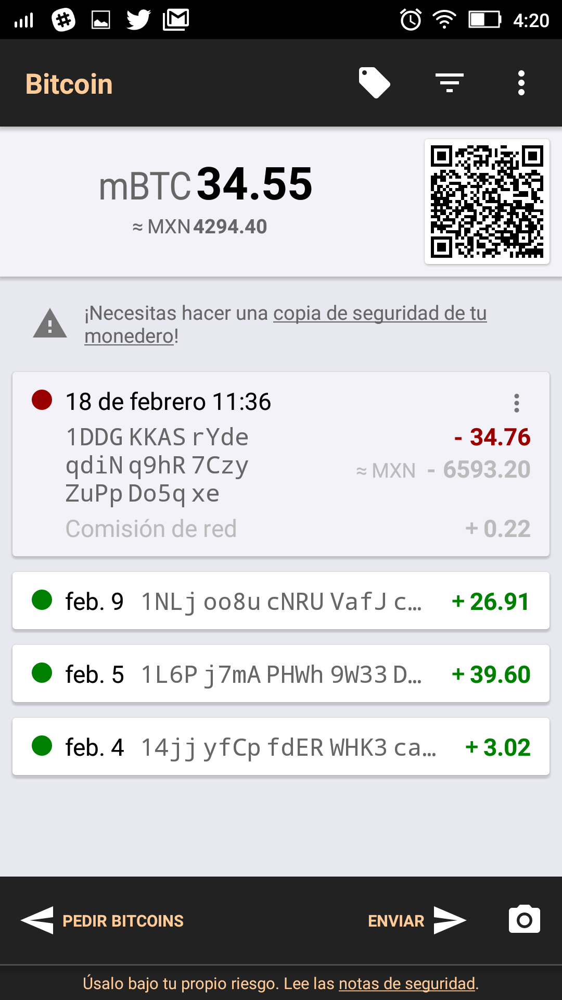 4:20
Bitcoin
mBTC 34.55
≈ MXN 4294.40
¡Necesitas hacer una copia de seguridad de tu
monedero!
18 de febrero 11:36
1DDG KKAS rYde - 34.76
qdiN q9hR 7Czy ≈ MXN - 6593.20
ZuPp Do5q xe
Comisión de red + 0.22
feb. 9 1NLj oo8u cNRU VafJ c... + 26.91
feb. 5 1L6P j7mA PHWh 9W33 D... + 39.60
feb. 4 14jj yfCp fdER WHK3 ca... + 3.02
PEDIR BITCOINS ENVIAR
Úsalo bajo tu propio riesgo. Lee las notas de seguridad.